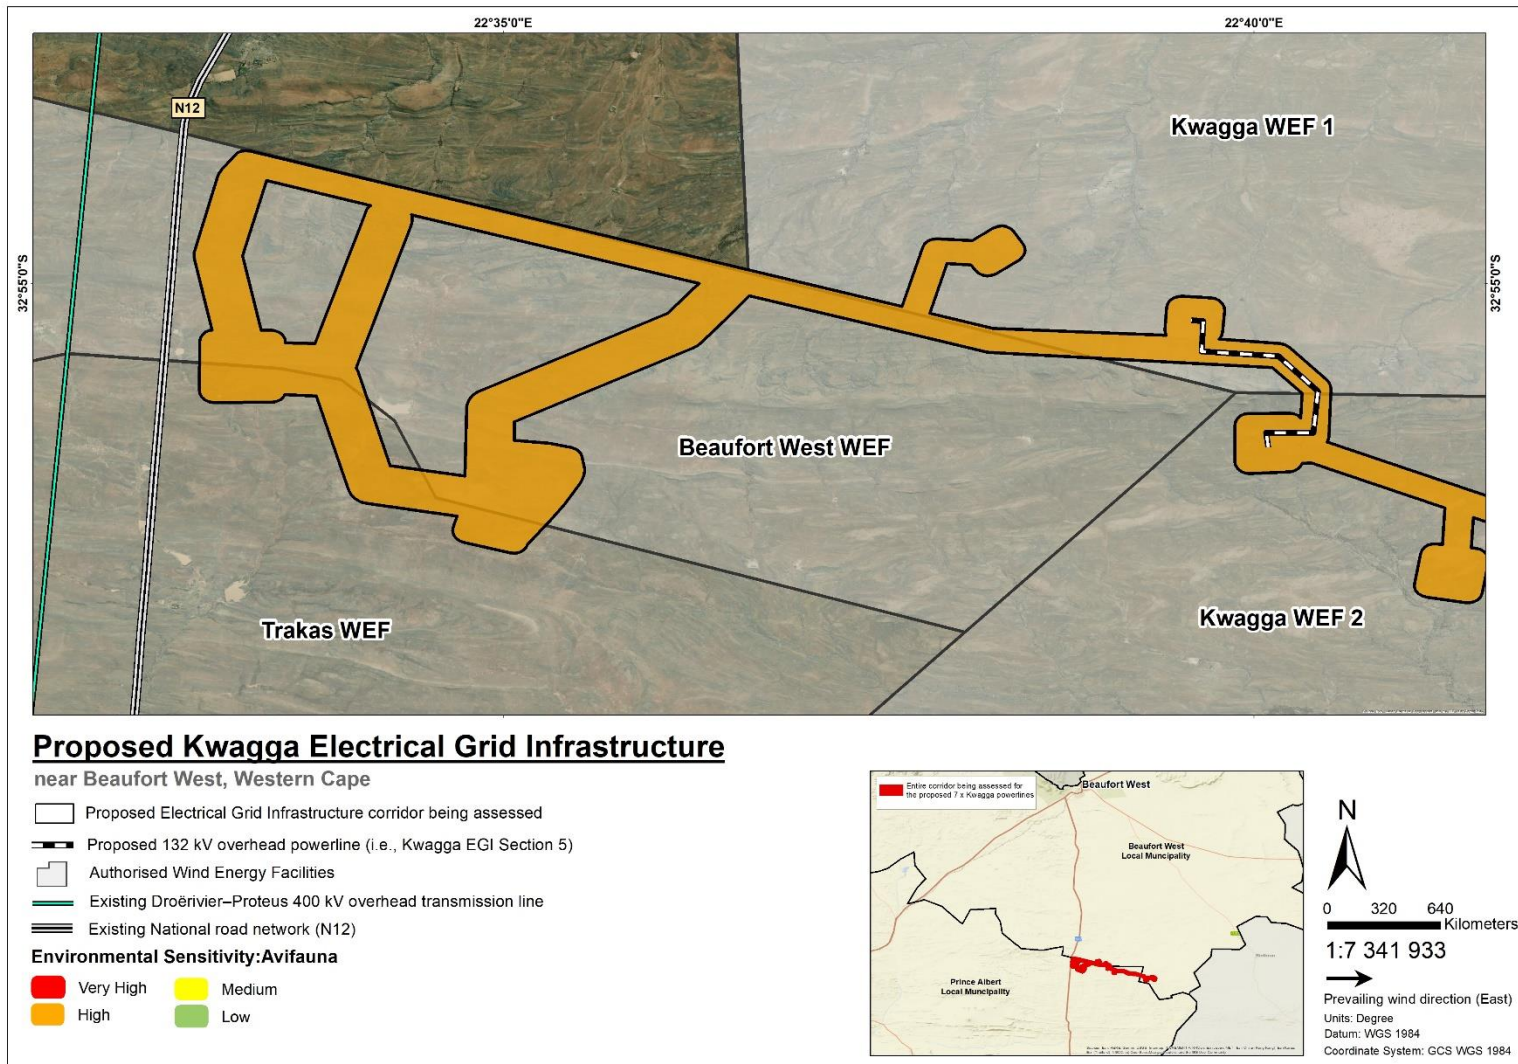 22°35'0"E
22°40'0"E
N12
Kwagga WEF 1
32°55'0"S
32°55'0"S
Beaufort West WEF
Trakas WEF
Kwagga WEF 2
Proposed Kwagga Electrical Grid Infrastructure
near Beaufort West, Western Cape
Proposed Electrical Grid Infrastructure corridor being assessed
Proposed 132 kV overhead powerline (i.e., Kwagga EGI Section 5)
Authorised Wind Energy Facilities
Existing Droërivier–Proteus 400 kV overhead transmission line
Existing National road network (N12)
Environmental Sensitivity:Avifauna
Very High
Medium
High
Low
Entire corridor being assessed for
the proposed 7 x Kwagga powerlines
Beaufort West
Beaufort West
Local Muncipality
Prince Albert
Local Municipality
N
0 320 640
Kilometers
1:7 341 933
Prevailing wind direction (East)
Units: Degree
Datum: WGS 1984
Coordinate System: GCS WGS 1984